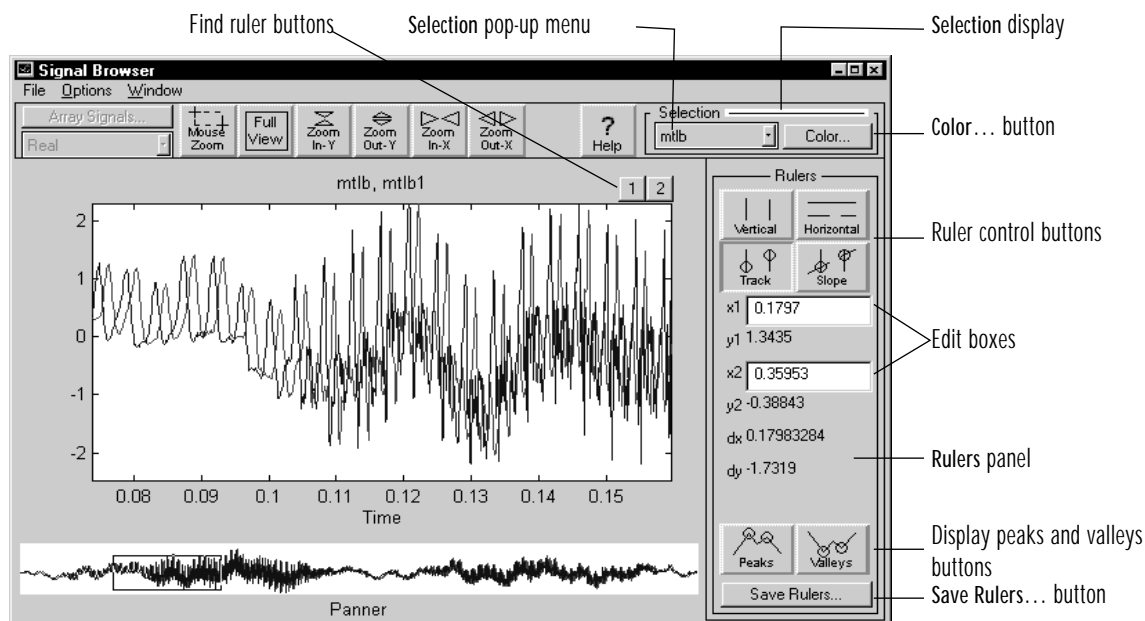 Find ruler buttons
Selection pop-up menu
Selection display
Signal Browser
File Options Window
Array Signals...
Real
Mouse Zoom
Full View
Zoom In-Y
Zoom Out-Y
Zoom In-X
Zoom Out-X
? Help
Selection
mtlb
Color...
Color... button
mtlb, mtlb1
1 2
Rulers
Vertical
Horizontal
Track
Slope
Ruler control buttons
x1 0.1797
y1 1.3435
x2 0.35953
y2 -0.38843
dx 0.17983284
dy -1.7319
Edit boxes
Rulers panel
2
1
0
-1
-2
0.08 0.09 0.1 0.11 0.12 0.13 0.14 0.15
Time
Panner
Peaks
Valleys
Save Rulers...
Display peaks and valleys
buttons
Save Rulers... button